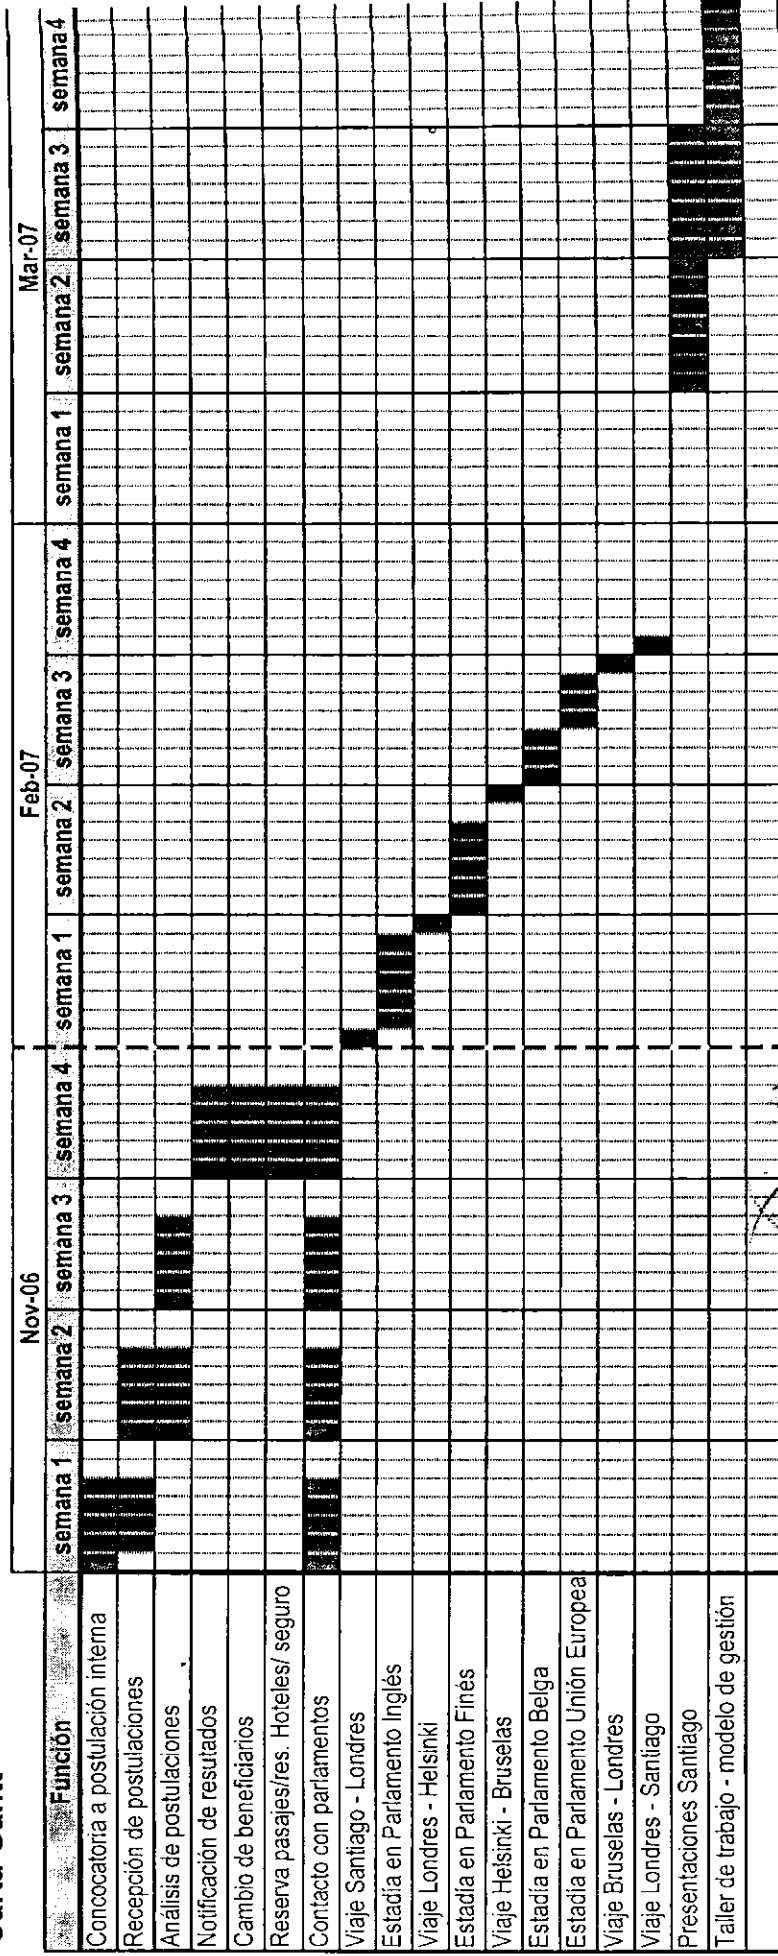 Nov-06 Feb-07 Mar-07
Función semana 1 semana 2 semana 3 semana 4 semana 1 semana 2 semana 3 semana 4 semana 1 semana 2 semana 3 semana 4
Concocatoria a postulación interna
Recepción de postulaciones
Análisis de postulaciones
Notificación de resutados
Cambio de beneficiarios
Reserva pasajes/res. Hoteles/ seguro
Contacto con parlamentos
Viaje Santiago - Londres
Estadía en Parlamento Inglés
Viaje Londres - Helsinki
Estadía en Parlamento Finés
Viaje Helsinki - Bruselas
Estadía en Parlamento Belga
Estadía en Parlamento Unión Europea
Viaje Bruselas - Londres
Viaje Londres - Santiago
Presentaciones Santiago
Taller de trabajo - modelo de gestión